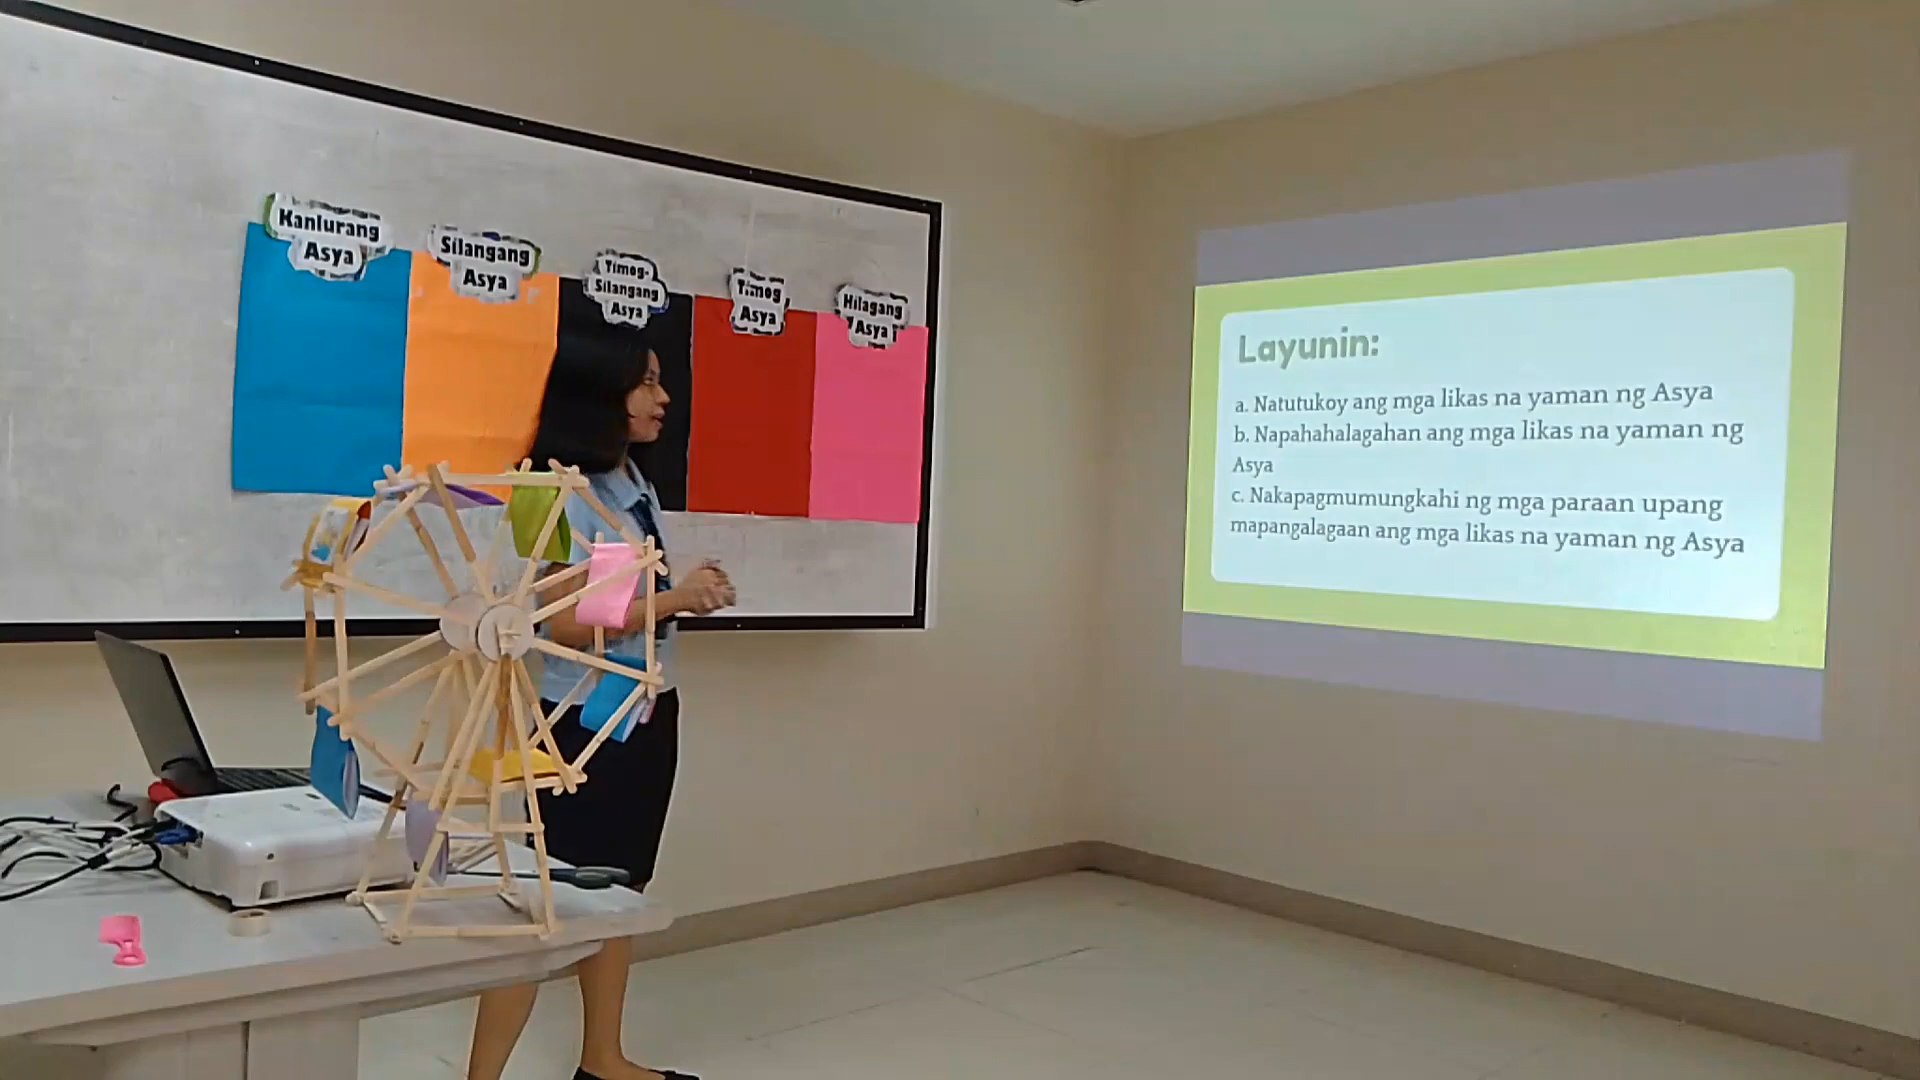 Kanlurang
Asya
Silangang
Asya
Timog-
Silangang
Asya
Timog
Asya
Hilagang
Asya
Layunin:
a. Natutukoy ang mga likas na yaman ng Asya
b. Napahahalagahan ang mga likas na yaman ng
Asya
c. Nakapagmumungkahi ng mga paraan upang
mapangalagaan ang mga likas na yaman ng Asya